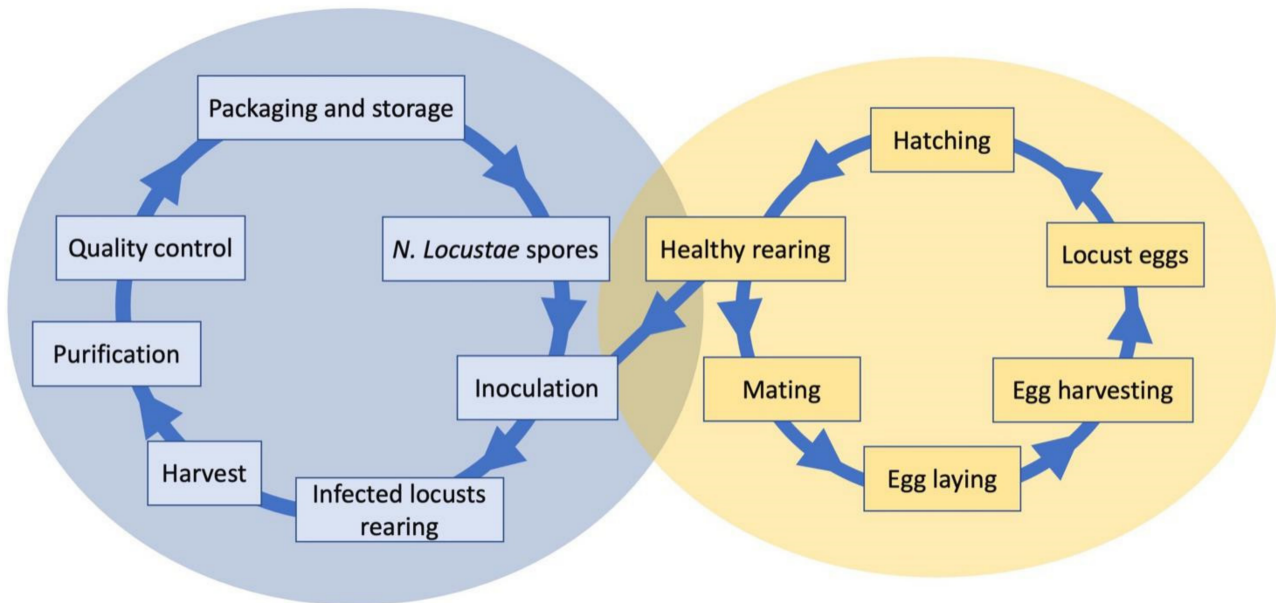 Packaging and storage
Hatching
Quality control
N. Locustae spores
Healthy rearing
Locust eggs
Purification
Inoculation
Mating
Egg harvesting
Harvest
Infected locusts
rearing
Egg laying